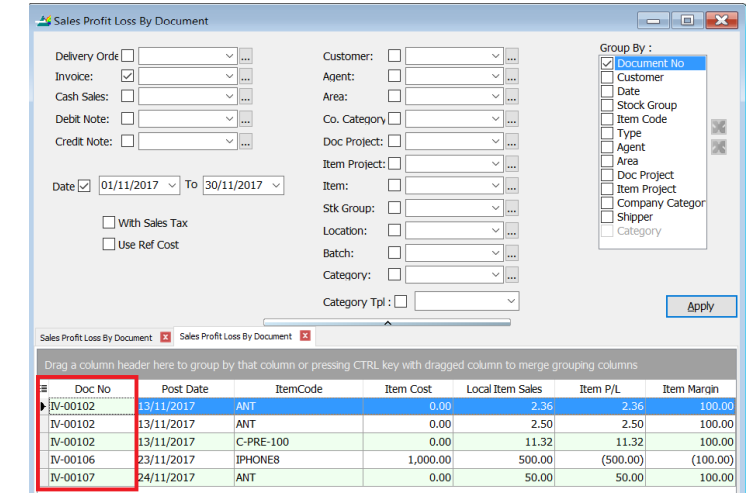 Sales Profit Loss By Document
Delivery Orde ...
Invoice: ...
Cash Sales: ...
Debit Note: ...
Credit Note: ...
Date 01/11/2017 To 30/11/2017
With Sales Tax
Use Ref Cost
Customer: ...
Agent: ...
Area: ...
Co. Category ...
Doc Project: ...
Item Project: ...
Item: ...
Stk Group: ...
Location: ...
Batch: ...
Category: ...
Category Tpl :
Group By :
Document No
Customer
Date
Stock Group
Item Code
Type
Agent
Area
Doc Project
Item Project
Company Categor
Shipper
Category
Apply
Sales Profit Loss By Document Sales Profit Loss By Document
Drag a column header here to group by that column or pressing CTRL key with dragged column to merge grouping columns
Doc No Post Date ItemCode Item Cost Local Item Sales Item P/L Item Margin
IV-00102 13/11/2017 ANT 0.00 2.36 2.36 100.00
IV-00102 13/11/2017 ANT 0.00 2.50 2.50 100.00
IV-00102 13/11/2017 C-PRE-100 0.00 11.32 11.32 100.00
IV-00106 23/11/2017 IPHONE8 1,000.00 500.00 (500.00) (100.00)
IV-00107 24/11/2017 ANT 0.00 50.00 50.00 100.00